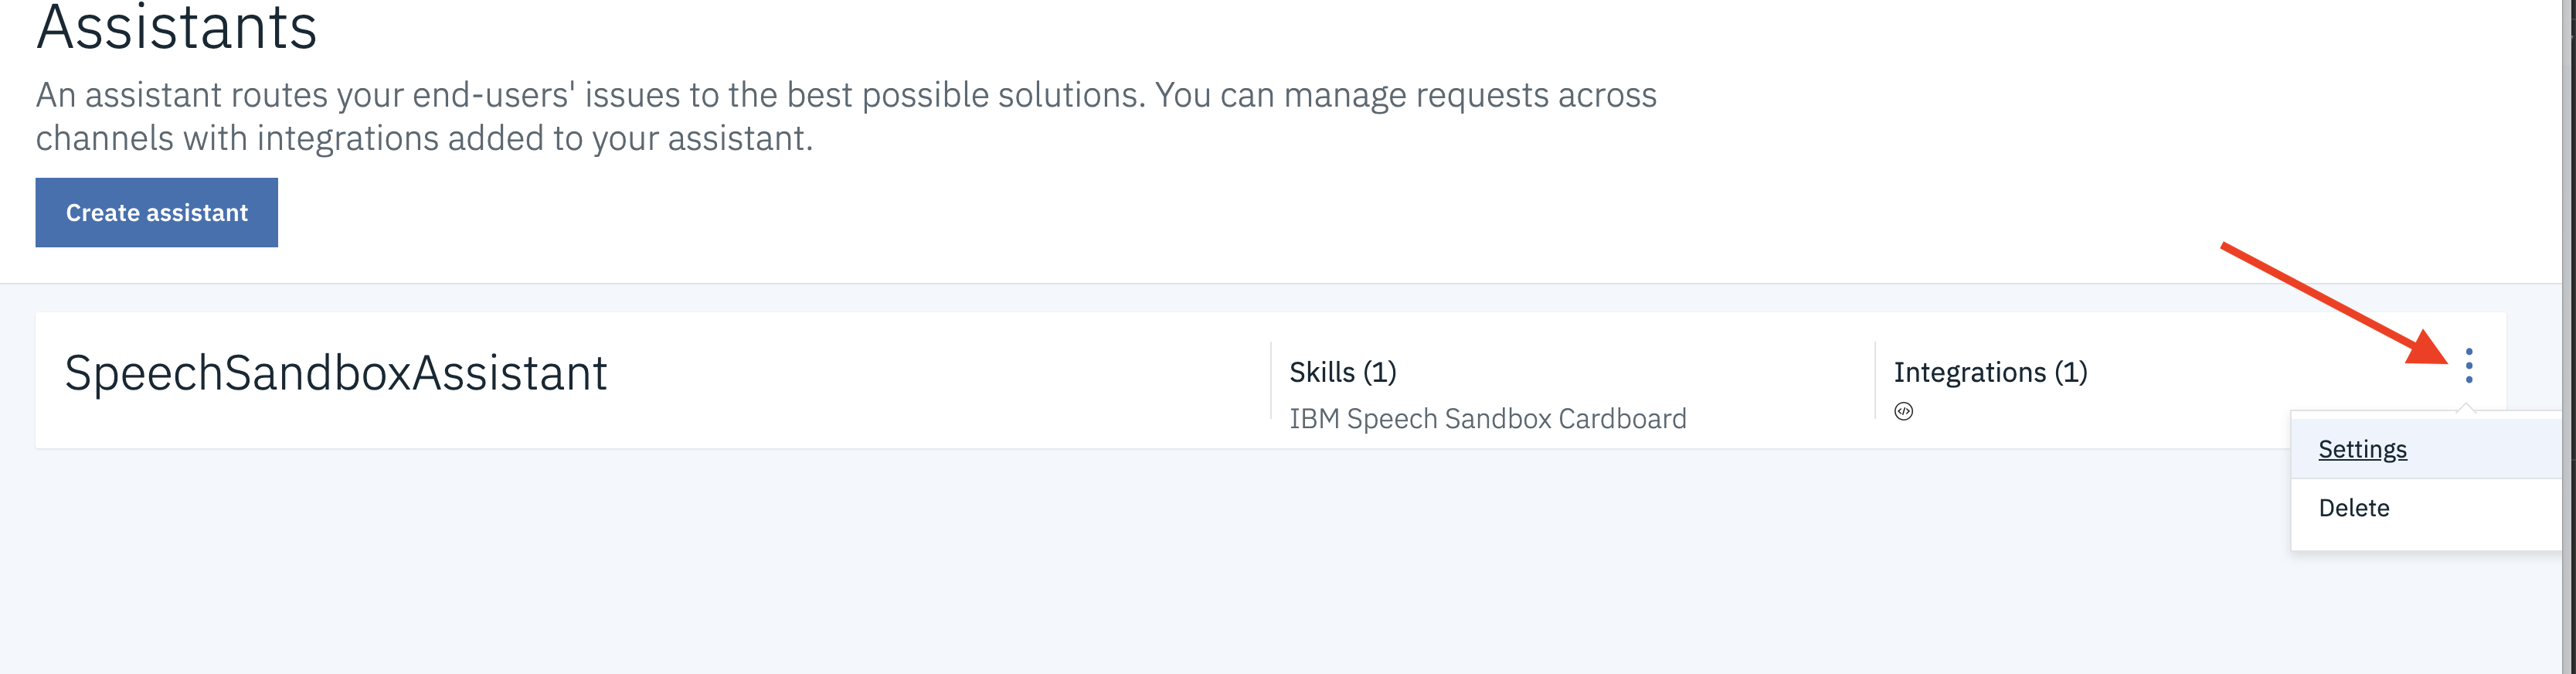 Assistants
An assistant routes your end-users' issues to the best possible solutions. You can manage requests across
channels with integrations added to your assistant.
Create assistant
SpeechSandboxAssistant
Skills (1)
IBM Speech Sandbox Cardboard
Integrations (1)
Settings
Delete